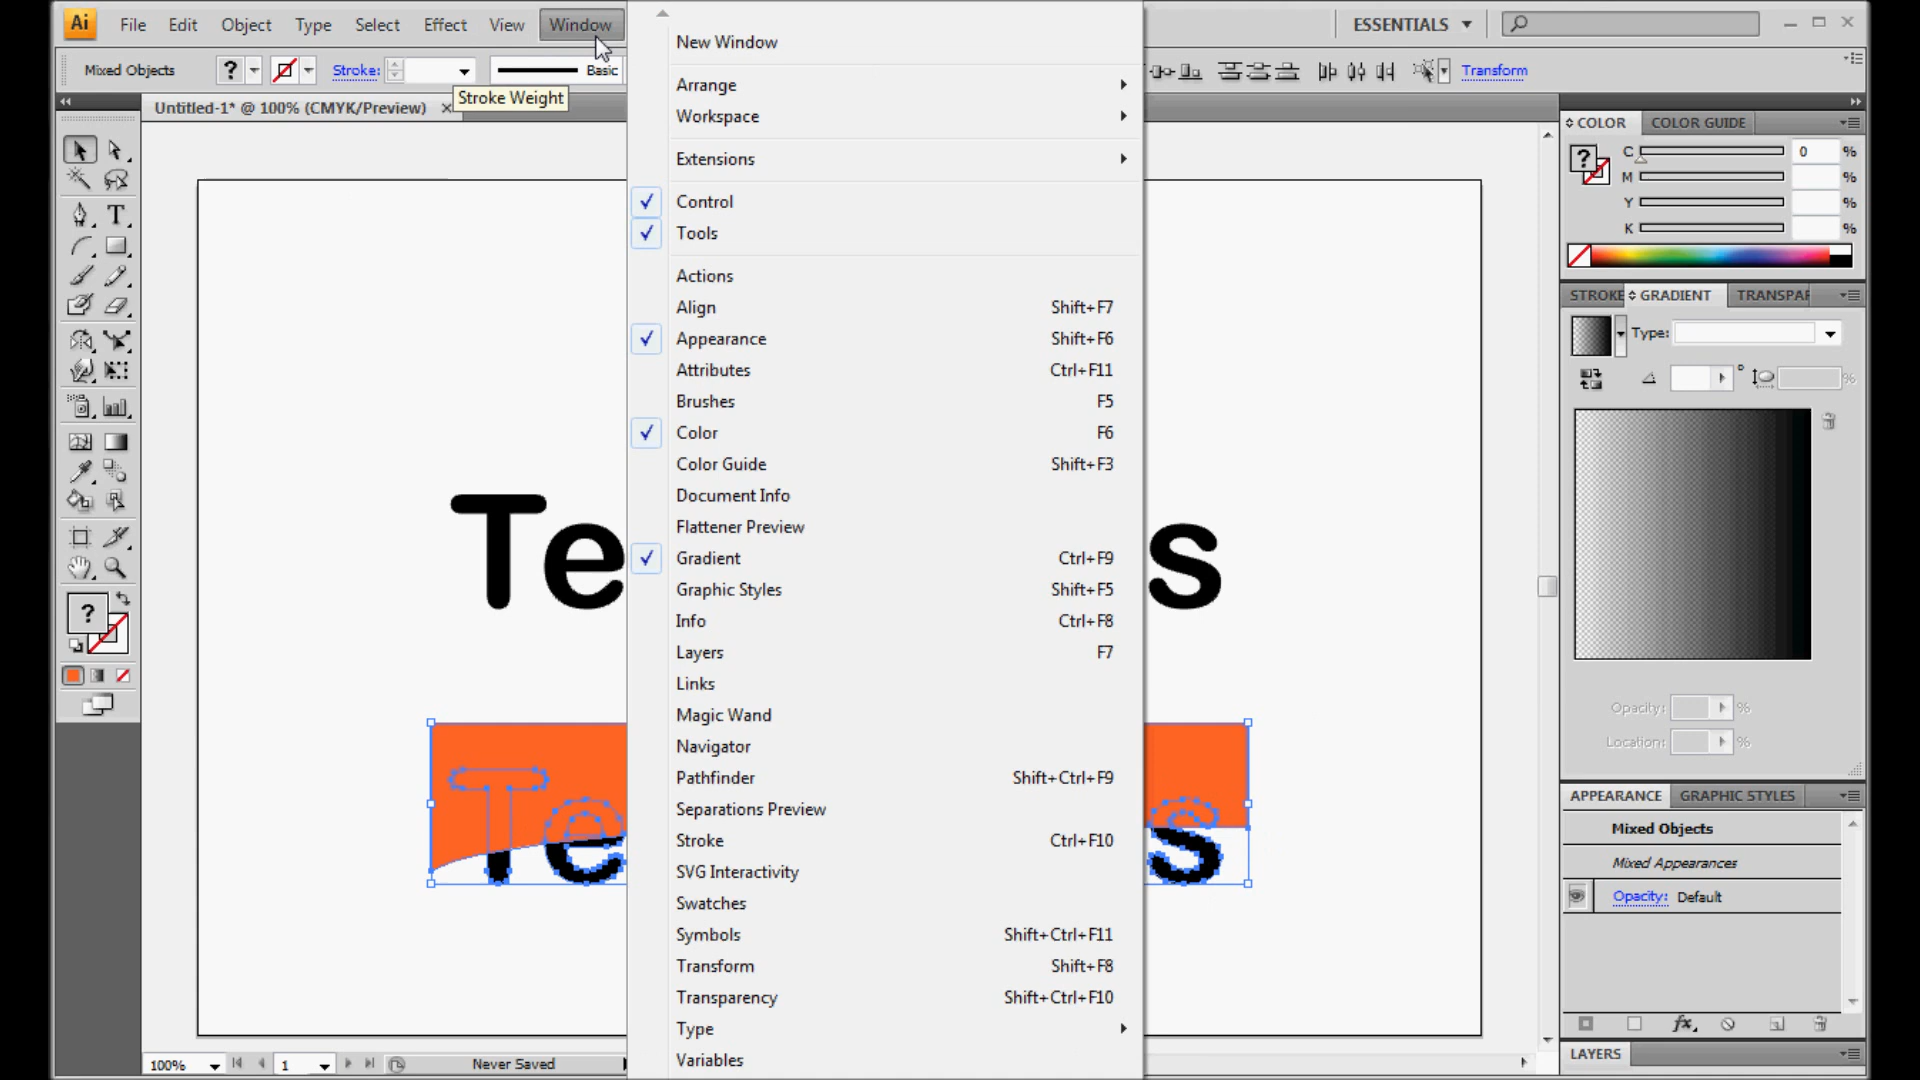 Ai File Edit Object Type Select Effect View Window ESSENTIALS
Mixed Objects ? Stroke: Basic Transform
Stroke Weight
Untitled-1* @ 100% (CMYK/Preview) ×
New Window
Arrange
Workspace
Extensions
Control
Tools
Actions
Align Shift+F7
Appearance Shift+F6
Attributes Ctrl+F11
Brushes F5
Color F6
Color Guide Shift+F3
Document Info
Flattener Preview
Gradient Ctrl+F9
Graphic Styles Shift+F5
Info Ctrl+F8
Layers F7
Links
Magic Wand
Navigator
Pathfinder Shift+Ctrl+F9
Separations Preview
Stroke Ctrl+F10
SVG Interactivity
Swatches
Symbols Shift+Ctrl+F11
Transform Shift+F8
Transparency Shift+Ctrl+F10
Type
Variables
Te s
Te s
?
100% 1 Never Saved
COLOR COLOR GUIDE
? C 0 %
M %
Y %
K %
STROKE GRADIENT TRANSPAR
Type:
° %
Opacity: %
Location: %
APPEARANCE GRAPHIC STYLES
Mixed Objects
Mixed Appearances
Opacity: Default
fx
LAYERS